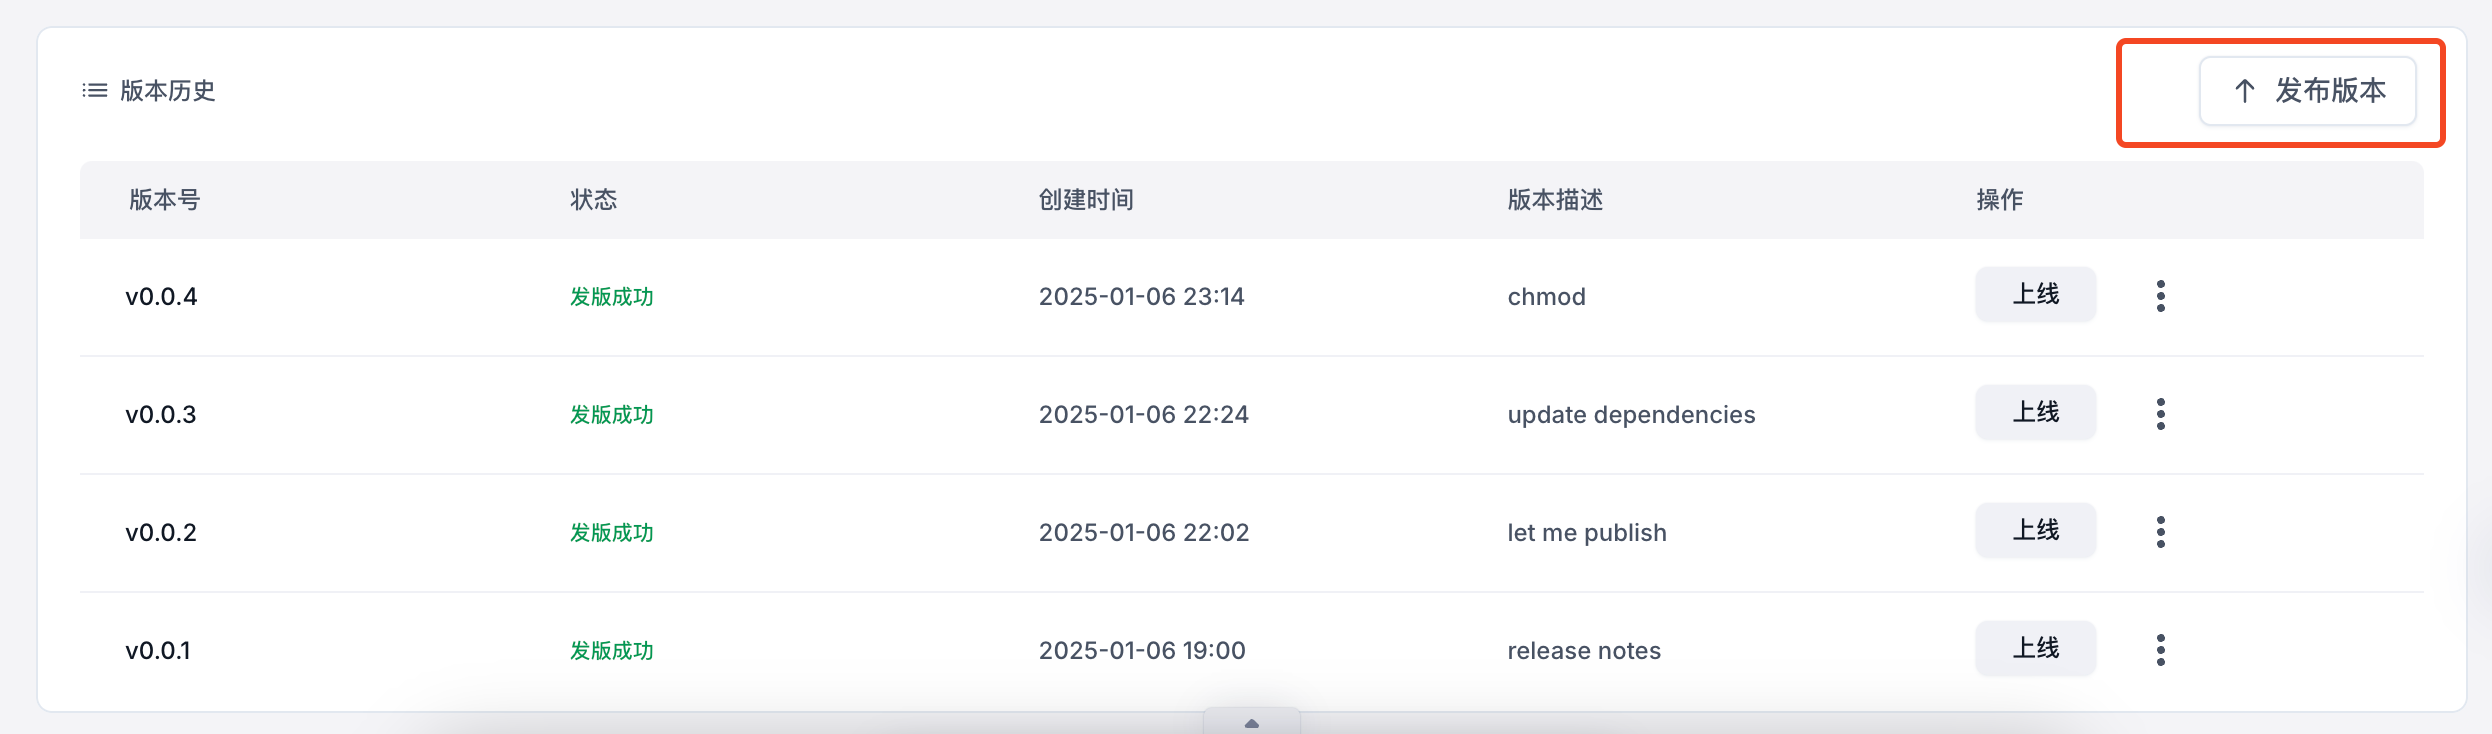 版本历史
发布版本
版本号 状态 创建时间 版本描述 操作
v0.0.4 发版成功 2025-01-06 23:14 chmod 上线
v0.0.3 发版成功 2025-01-06 22:24 update dependencies 上线
v0.0.2 发版成功 2025-01-06 22:02 let me publish 上线
v0.0.1 发版成功 2025-01-06 19:00 release notes 上线